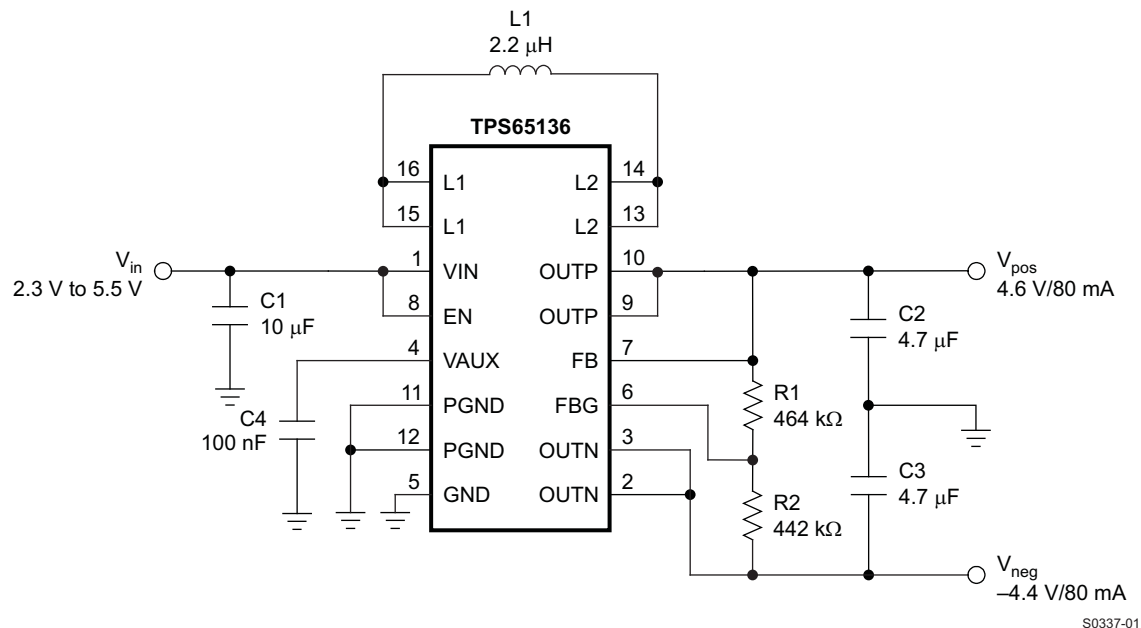 L1
2.2 μH
TPS65136
16 L1 L2 14
15 L1 L2 13
Vin
2.3 V to 5.5 V
1 VIN OUTP 10
8 EN OUTP 9
4 VAUX FB 7
11 PGND FBG 6
12 PGND OUTN 3
5 GND OUTN 2
C1
10 μF
C4
100 nF
R1
464 kΩ
R2
442 kΩ
C2
4.7 μF
C3
4.7 μF
Vpos
4.6 V/80 mA
Vneg
–4.4 V/80 mA
S0337-01